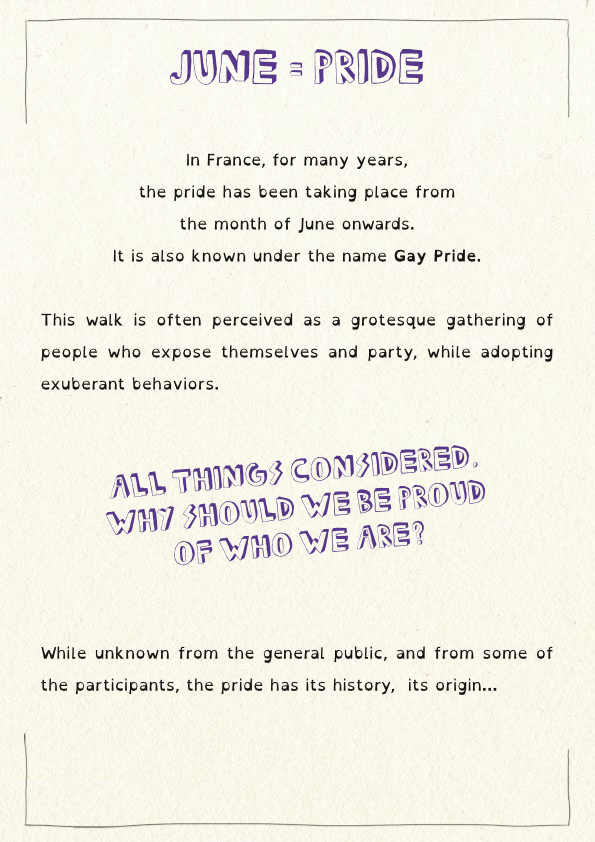 JUNE = PRIDE
In France, for many years,
the pride has been taking place from
the month of June onwards.
It is also known under the name Gay Pride.
This walk is often perceived as a grotesque gathering of
people who expose themselves and party, while adopting
exuberant behaviors.
ALL THINGS CONSIDERED,
WHY SHOULD WE BE PROUD
OF WHO WE ARE?
While unknown from the general public, and from some of
the participants, the pride has its history, its origin...